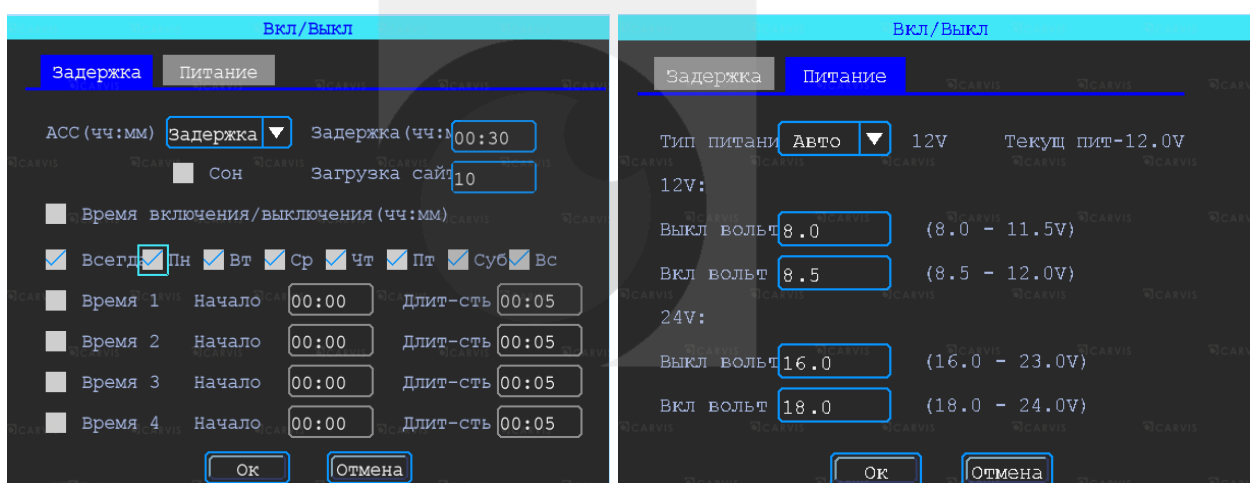 Вкл/Выкл
Задержка Питание
АСС(чч:мм) Задержка Задержка(чч:м 00:30
Сон Загрузка сайт 10
Время включения/выключения(чч:мм)
Всегд Пн Вт Ср Чт Пт Суб Вс
Время 1 Начало 00:00 Длит-сть 00:05
Время 2 Начало 00:00 Длит-сть 00:05
Время 3 Начало 00:00 Длит-сть 00:05
Время 4 Начало 00:00 Длит-сть 00:05
Ок Отмена
Вкл/Выкл
Задержка Питание
Тип питани Авто 12V Текущ пит-12.0V
12V:
Выкл вольт 8.0 (8.0 - 11.5V)
Вкл вольт 8.5 (8.5 - 12.0V)
24V:
Выкл вольт 16.0 (16.0 - 23.0V)
Вкл вольт 18.0 (18.0 - 24.0V)
Ок Отмена
CARVIS